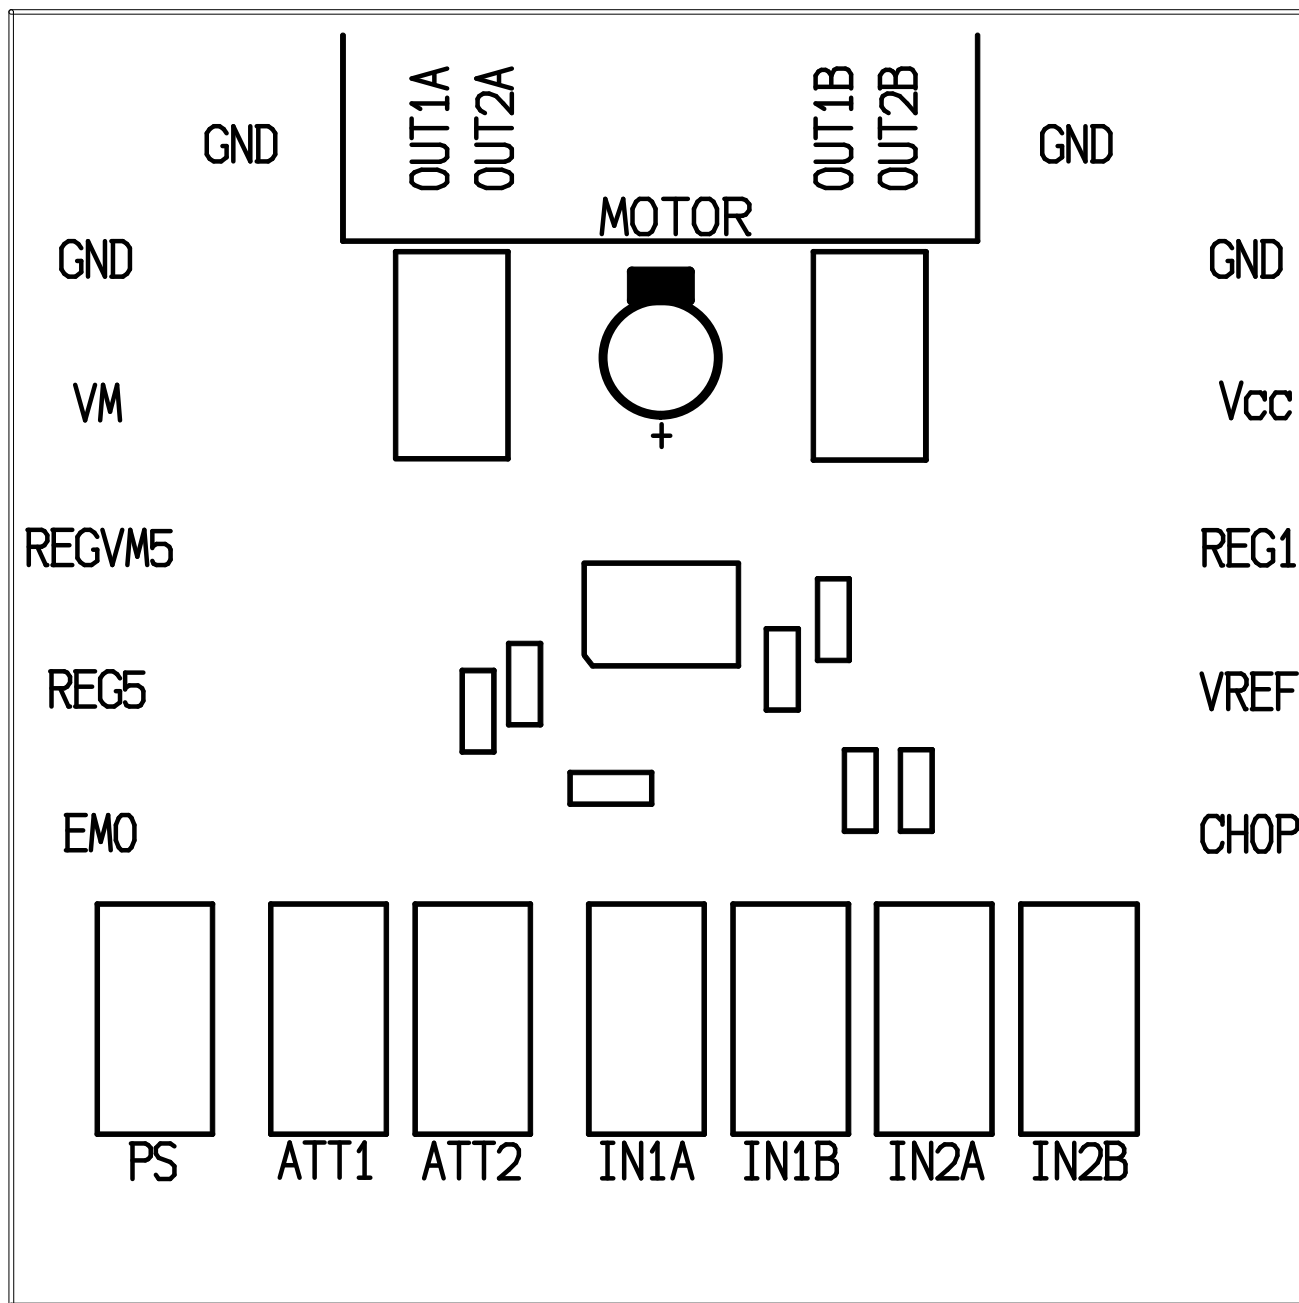 OUT1A
OUT2A
OUT1B
OUT2B
GND
GND
MOTOR
GND
GND
VM
Vcc
+
REGVM5
REG1
REG5
VREF
EMO
CHOP
PS
ATT1
ATT2
IN1A
IN1B
IN2A
IN2B